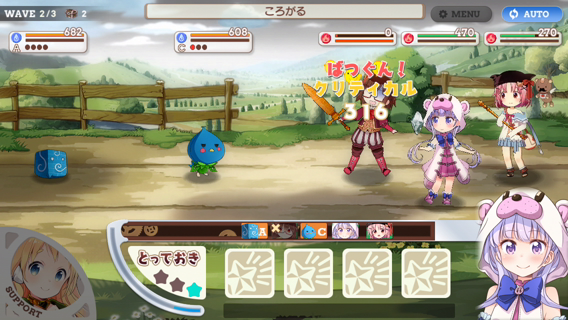 WAVE 2/3 2
ころがる
MENU
AUTO
682
A
608
C
0
470
270
ばつぐん！
クリティカル
316
A
C
とっておき
SUPPORT